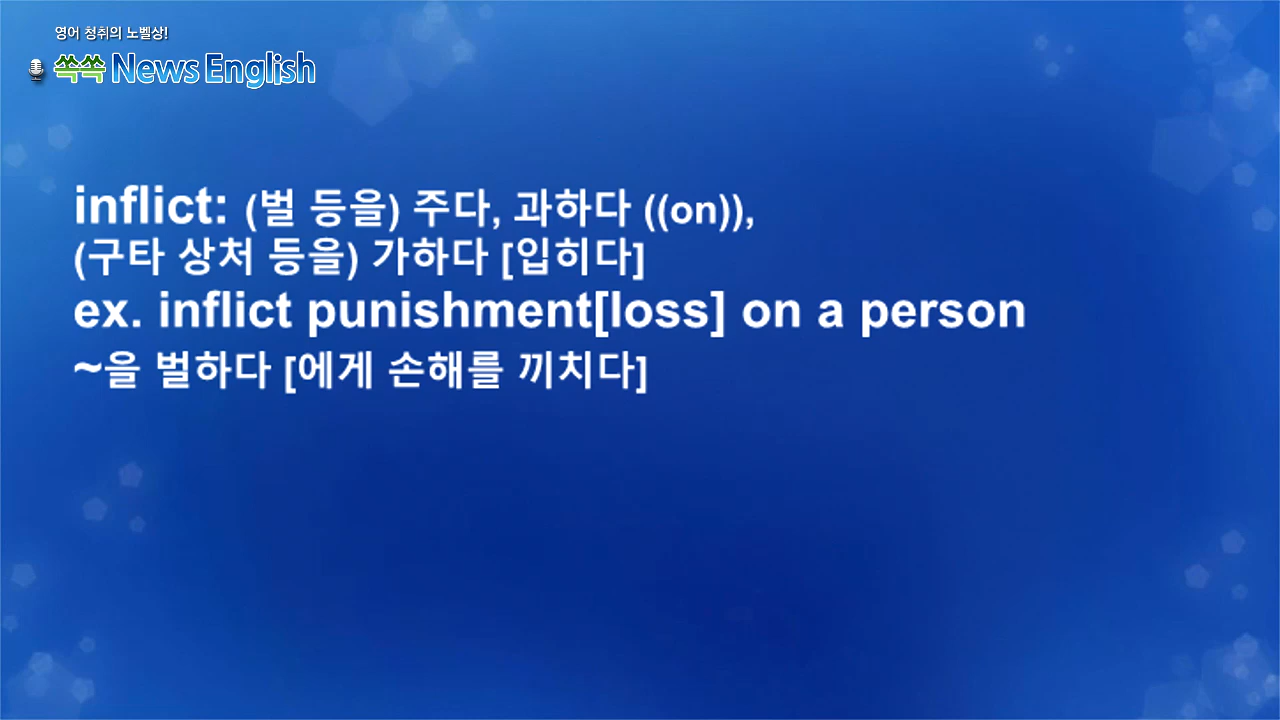 영어 청취의 노벨상!
쏙쏙 News English
inflict: (벌 등을) 주다, 과하다 ((on)),
(구타 상처 등을) 가하다 [입히다]
ex. inflict punishment[loss] on a person
~을 벌하다 [에게 손해를 끼치다]